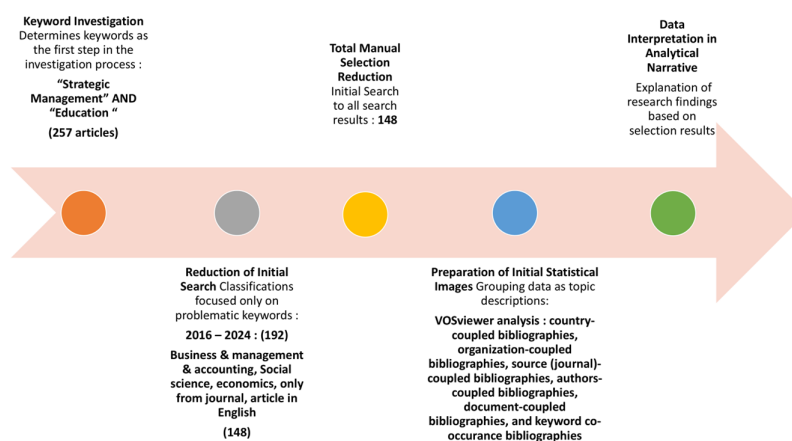 Keyword Investigation
Determines keywords as
the first step in the
investigation process :
“Strategic
Management” AND
“Education “
(257 articles)
Reduction of Initial
Search Classifications
focused only on
problematic keywords :
2016 – 2024 : (192)
Business & management
& accounting, Social
science, economics, only
from journal, article in
English
(148)
Total Manual
Selection
Reduction
Initial Search
to all search
results : 148
Preparation of Initial Statistical
Images Grouping data as topic
descriptions:
VOSviewer analysis : country-
coupled bibliographies,
organization-coupled
bibliographies, source (journal)-
coupled bibliographies, authors-
coupled bibliographies,
document-coupled
bibliographies, and keyword co-
occurance bibliographies
Data
Interpretation in
Analytical
Narrative
Explanation of
research findings
based on
selection results